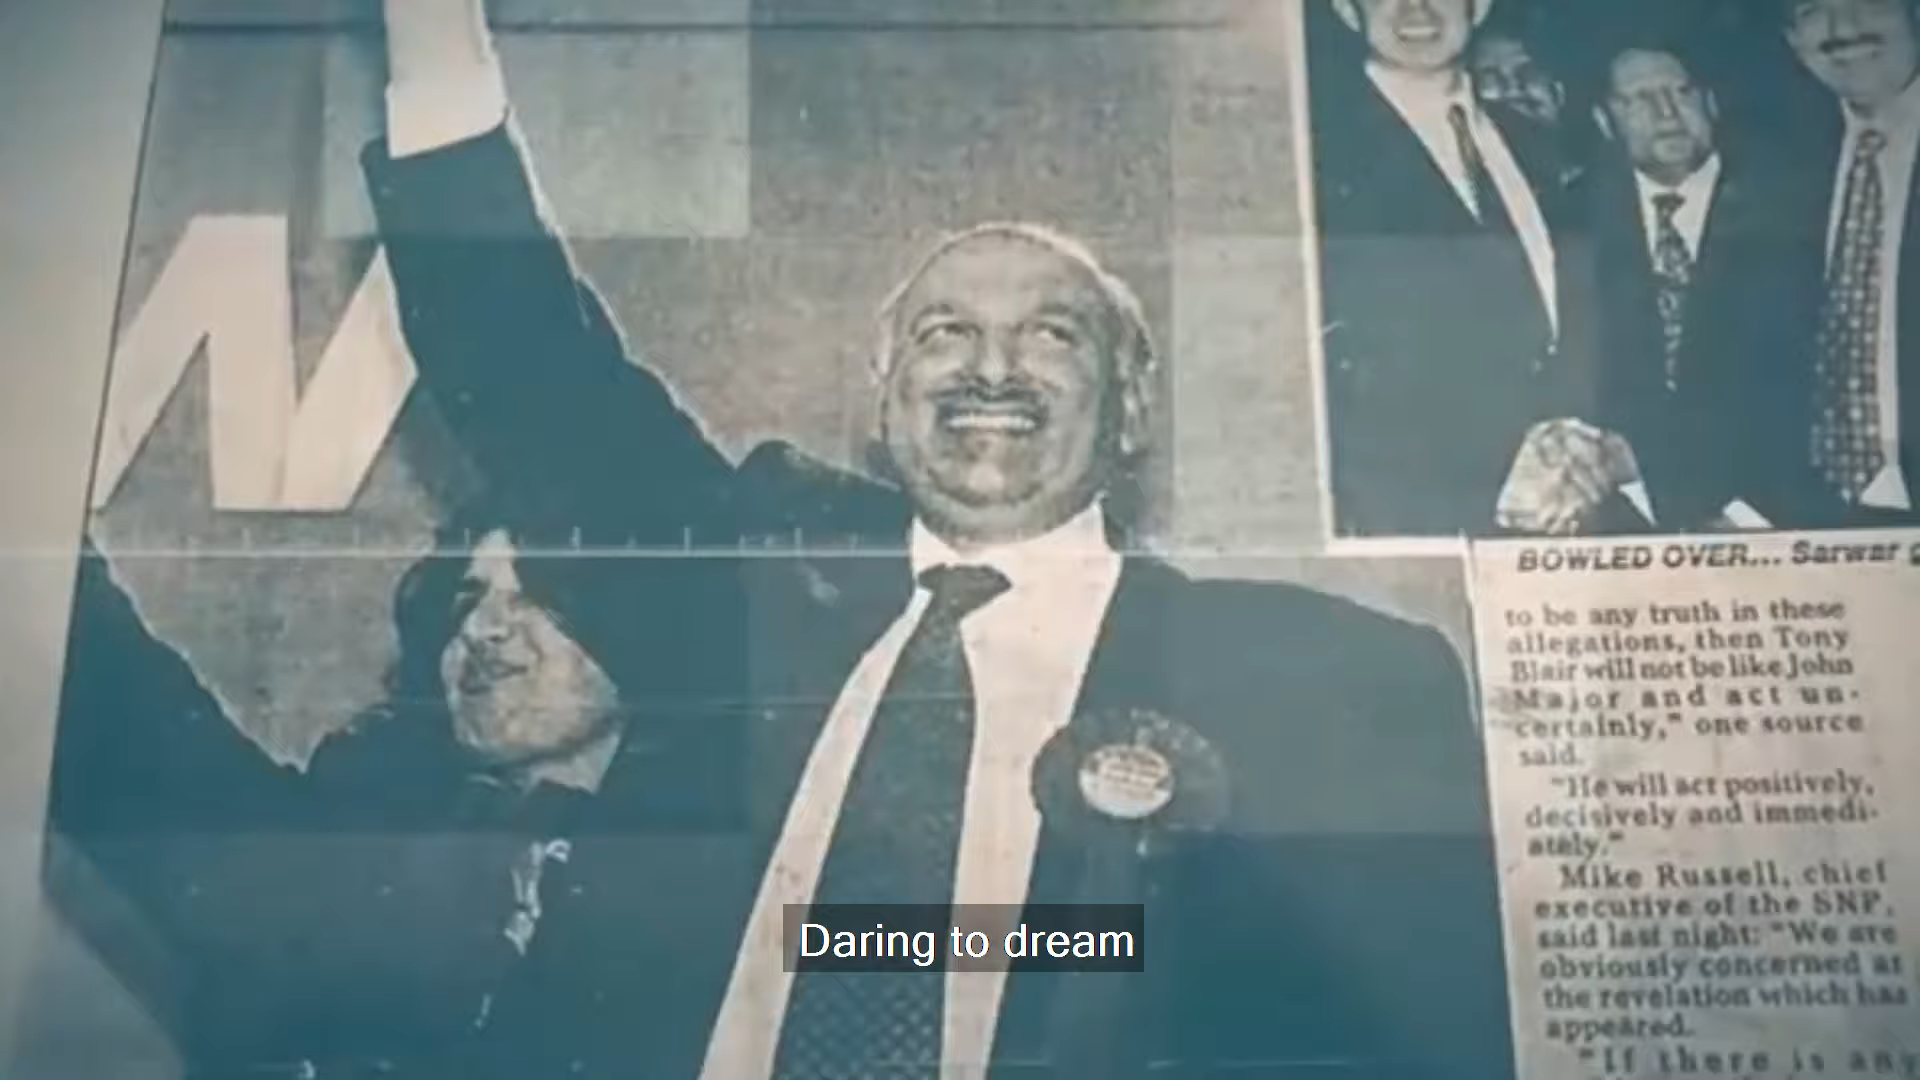 BOWLED OVER... Sarwar
to be any truth in these
allegations, then Tony
Blair will not be like John
Major and act un-
certainly," one source
said.
"He will act positively,
decisively and immedi-
ately."
Mike Russell, chief
executive of the SNP,
said last night: "We are
obviously concerned at
the revelation which has
appeared.
"If there is any
Daring to dream